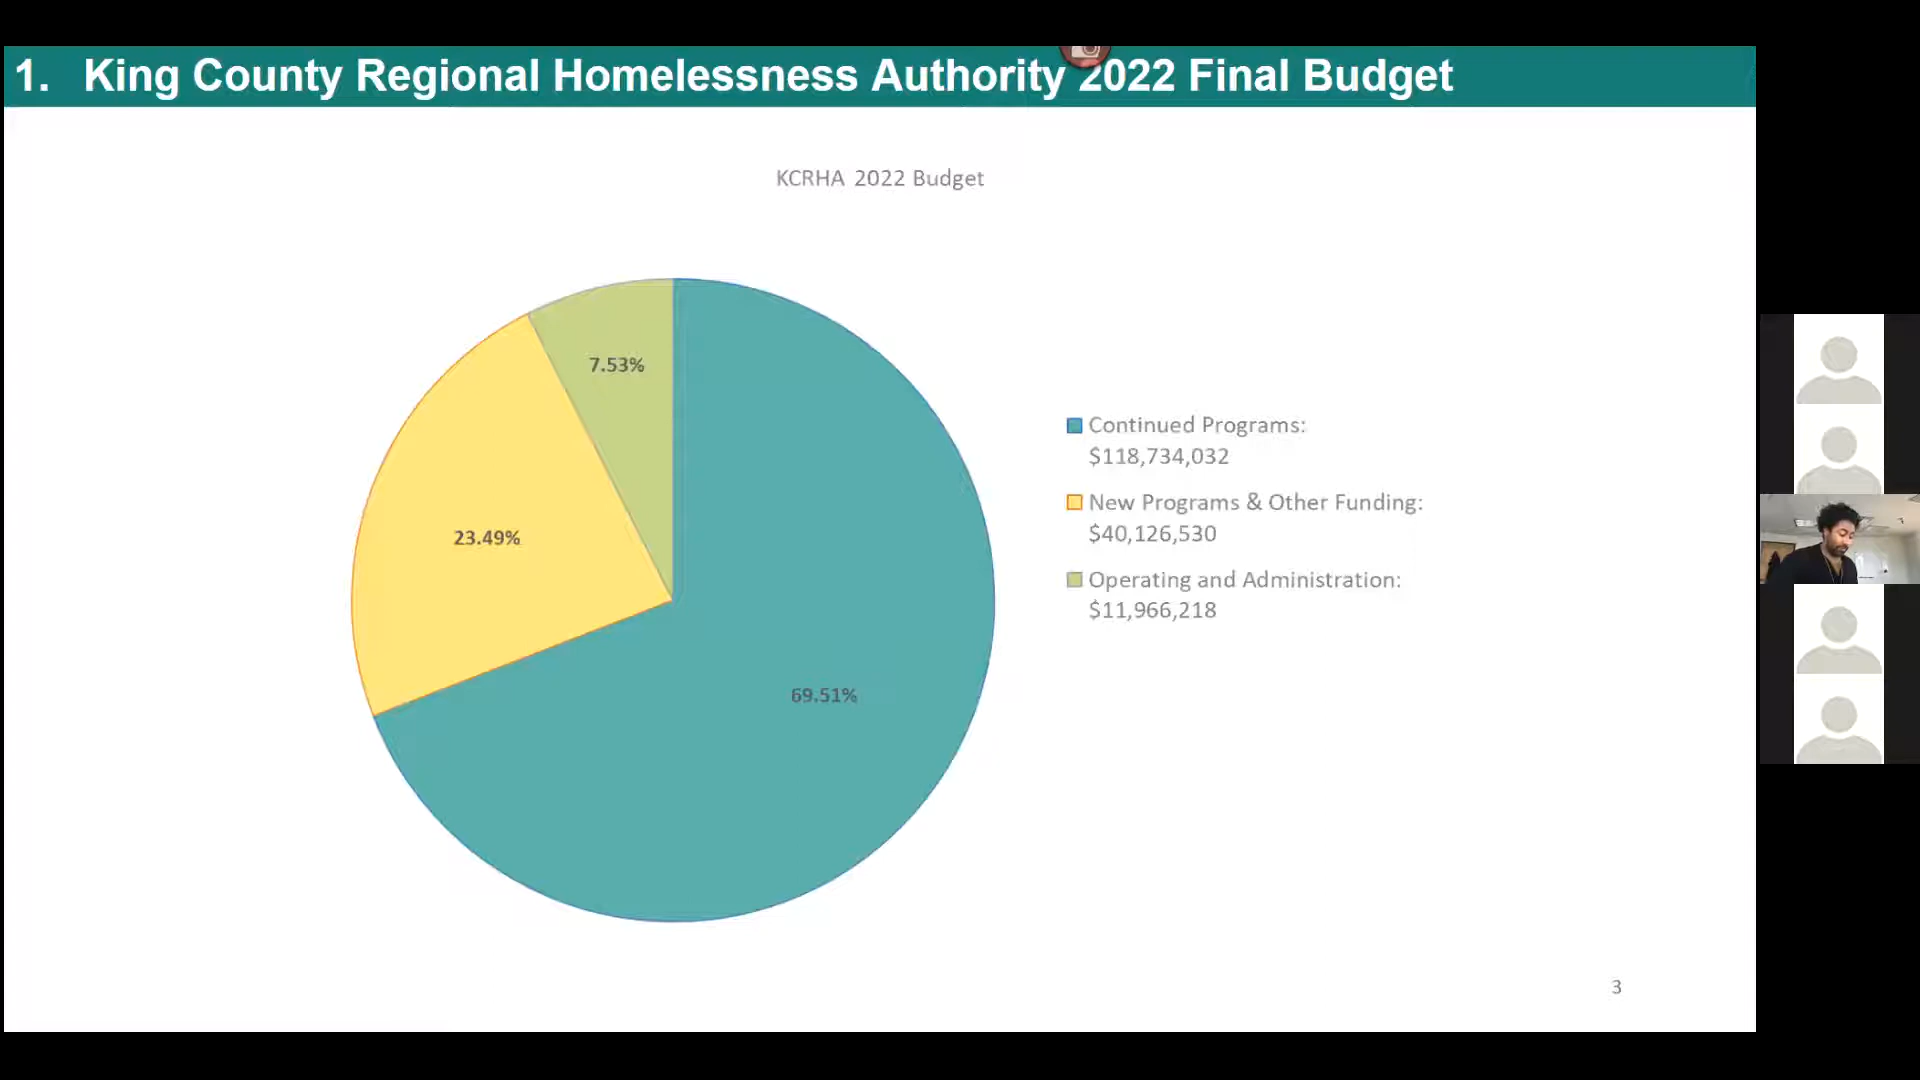 1. King County Regional Homelessness Authority 2022 Final Budget
KCRHA 2022 Budget
7.53%
23.49%
69.51%
Continued Programs:
$118,734,032
New Programs & Other Funding:
$40,126,530
Operating and Administration:
$11,966,218
3